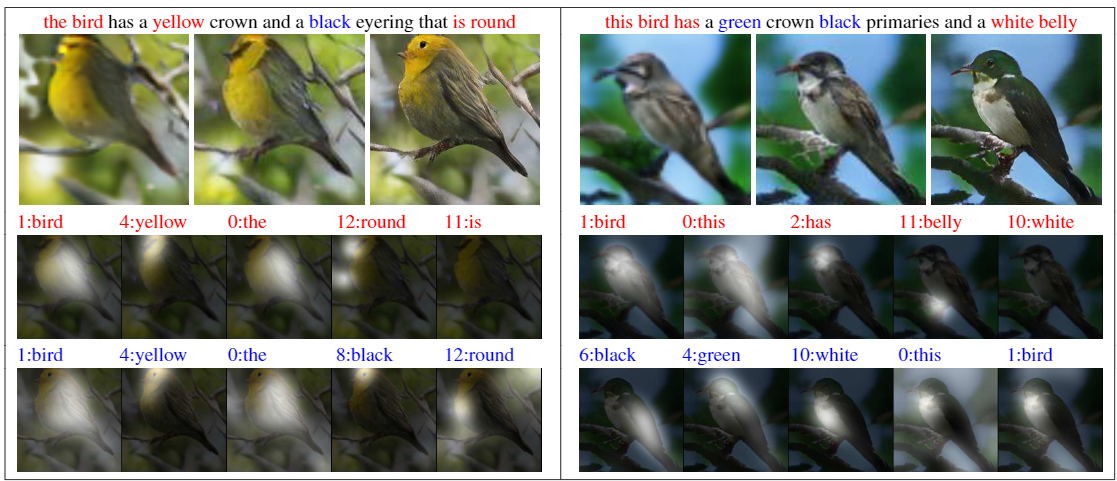 the bird has a yellow crown and a black eyering that is round
1:bird 4:yellow 0:the 12:round 11:is
1:bird 4:yellow 0:the 8:black 12:round
this bird has a green crown black primaries and a white belly
1:bird 0:this 2:has 11:belly 10:white
6:black 4:green 10:white 0:this 1:bird